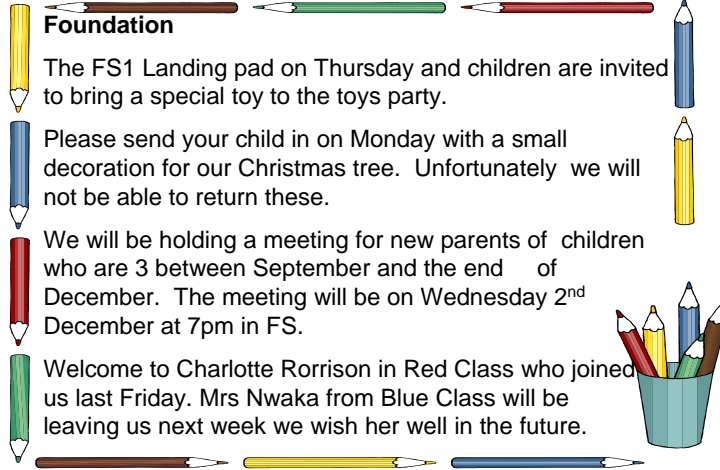 Foundation
The FS1 Landing pad on Thursday and children are invited
to bring a special toy to the toys party.
Please send your child in on Monday with a small
decoration for our Christmas tree.  Unfortunately  we will
not be able to return these.
We will be holding a meeting for new parents of  children
who are 3 between September and the end    of
December.  The meeting will be on Wednesday 2nd
December at 7pm in FS.
Welcome to Charlotte Rorrison in Red Class who joined
us last Friday. Mrs Nwaka from Blue Class will be
leaving us next week we wish her well in the future.